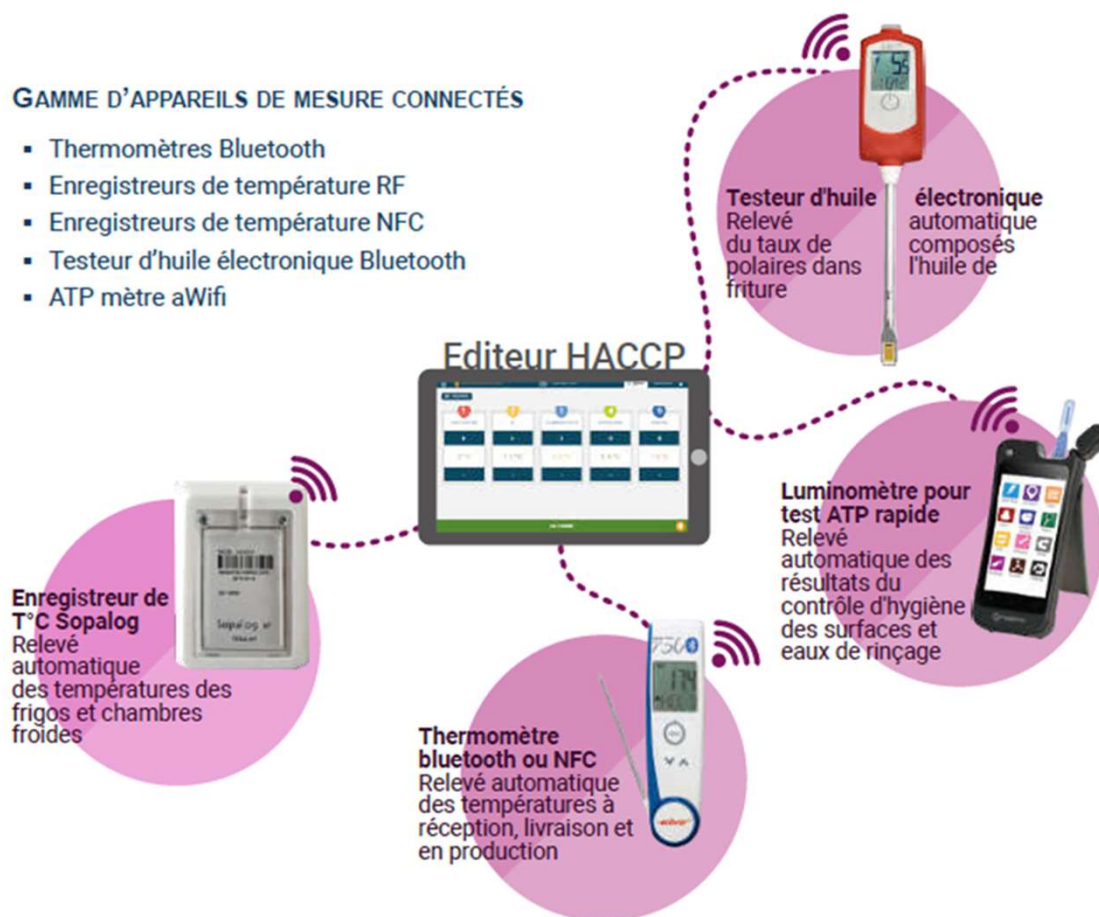 GAMME D'APPAREILS DE MESURE CONNECTÉS
▪ Thermomètres Bluetooth
▪ Enregistreurs de température RF
▪ Enregistreurs de température NFC
▪ Testeur d'huile électronique Bluetooth
▪ ATP mètre aWifi
Testeur d'huile électronique
Relevé automatique
du taux de composés
polaires dans l'huile de
friture
Editeur HACCP
Luminomètre pour
test ATP rapide
Relevé
automatique des
résultats du
contrôle d'hygiène
des surfaces et
eaux de rinçage
Enregistreur de
T°C Sopalog
Relevé
automatique
des températures des
frigos et chambres
froides
Sopalog
Thermomètre
bluetooth ou NFC
Relevé automatique
des températures à
réception, livraison et
en production